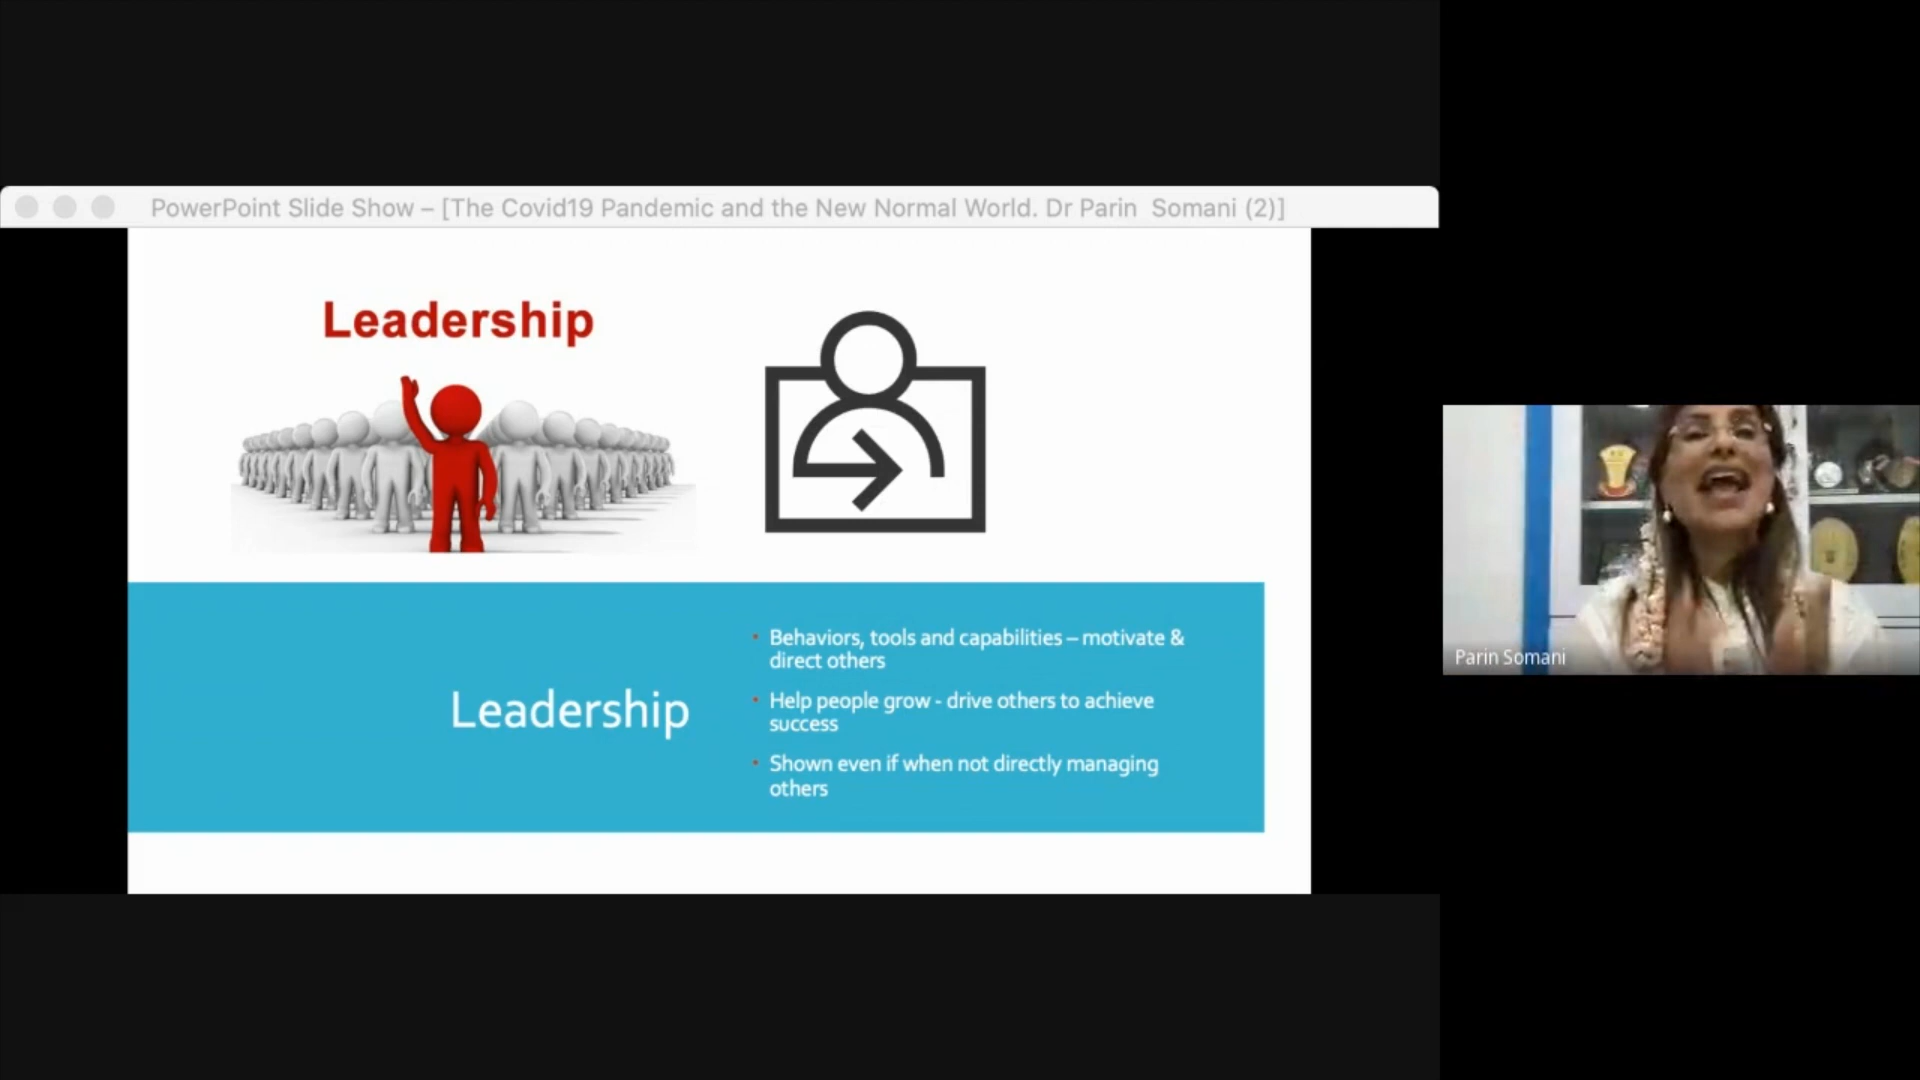 PowerPoint Slide Show – [The Covid19 Pandemic and the New Normal World. Dr Parin  Somani (2)]
Leadership
Leadership
• Behaviors, tools and capabilities – motivate &
direct others
• Help people grow - drive others to achieve
success
• Shown even if when not directly managing
others
Parin Somani